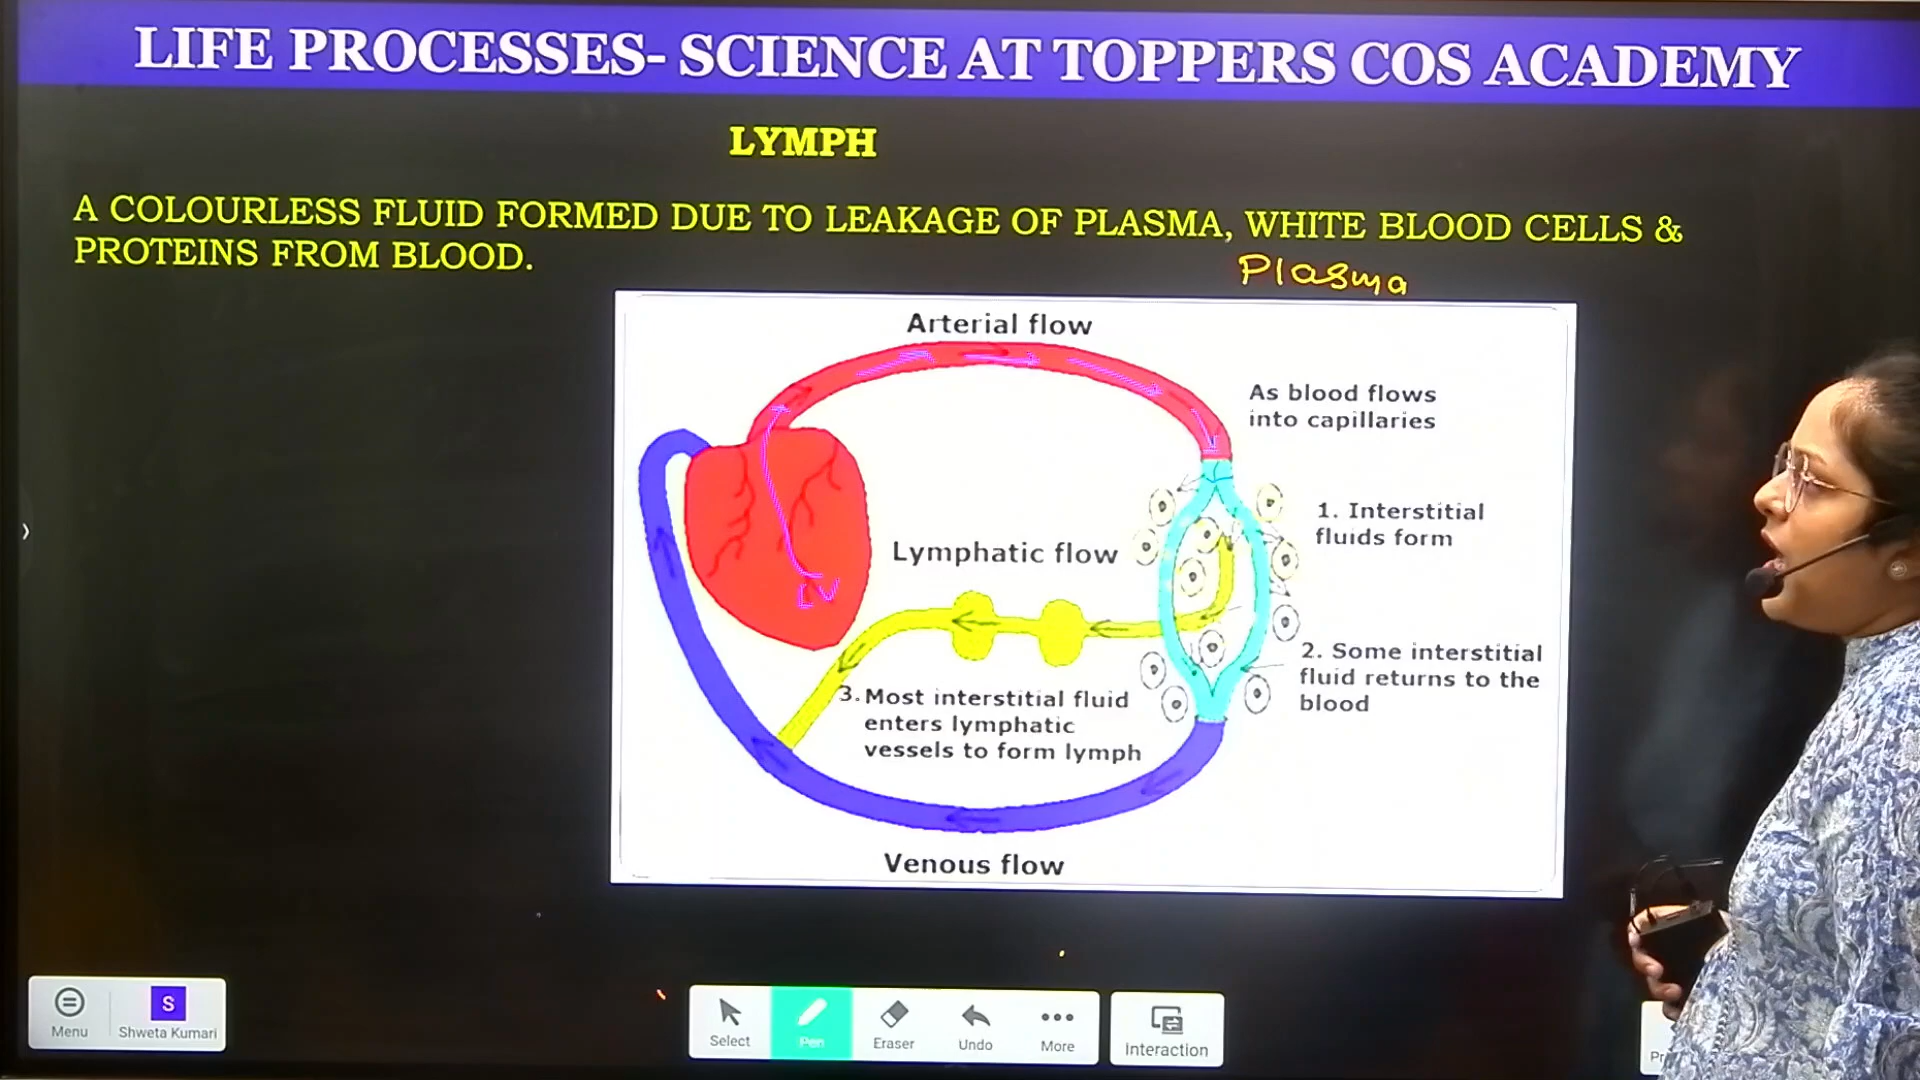 LIFE PROCESSES- SCIENCE AT TOPPERS COS ACADEMY
LYMPH
A COLOURLESS FLUID FORMED DUE TO LEAKAGE OF PLASMA, WHITE BLOOD CELLS &
PROTEINS FROM BLOOD.
Plasma
Arterial flow
As blood flows
into capillaries
1. Interstitial
fluids form
Lymphatic flow
LV
2. Some interstitial
fluid returns to the
blood
3. Most interstitial fluid
enters lymphatic
vessels to form lymph
Venous flow
Menu
S
Shweta Kumari
Select
Pen
Eraser
Undo
More
Interaction